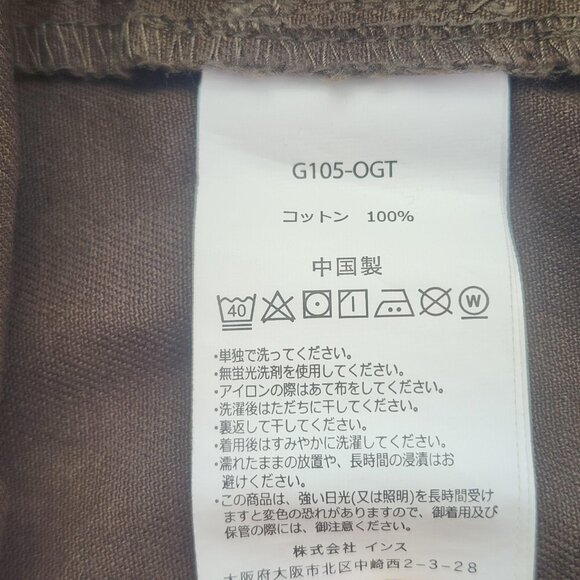 G105-OGT
コットン 100%
中国製
40 W
・単独で洗ってください。
・無蛍光洗剤を使用してください。
・アイロンの際はあて布をしてください。
・洗濯後はただちに干してください。
・裏返して干してください。
・着用後はすみやかに洗濯してください。
・濡れたままの放置や、長時間の浸漬はお
避けください。
・この商品は、強い日光(又は照明)を長時間受け
ますと変色の恐れがありますので、御着用及び
保管の際には、御注意ください。
株式会社 インス
大阪府大阪市北区中崎西2-3-28